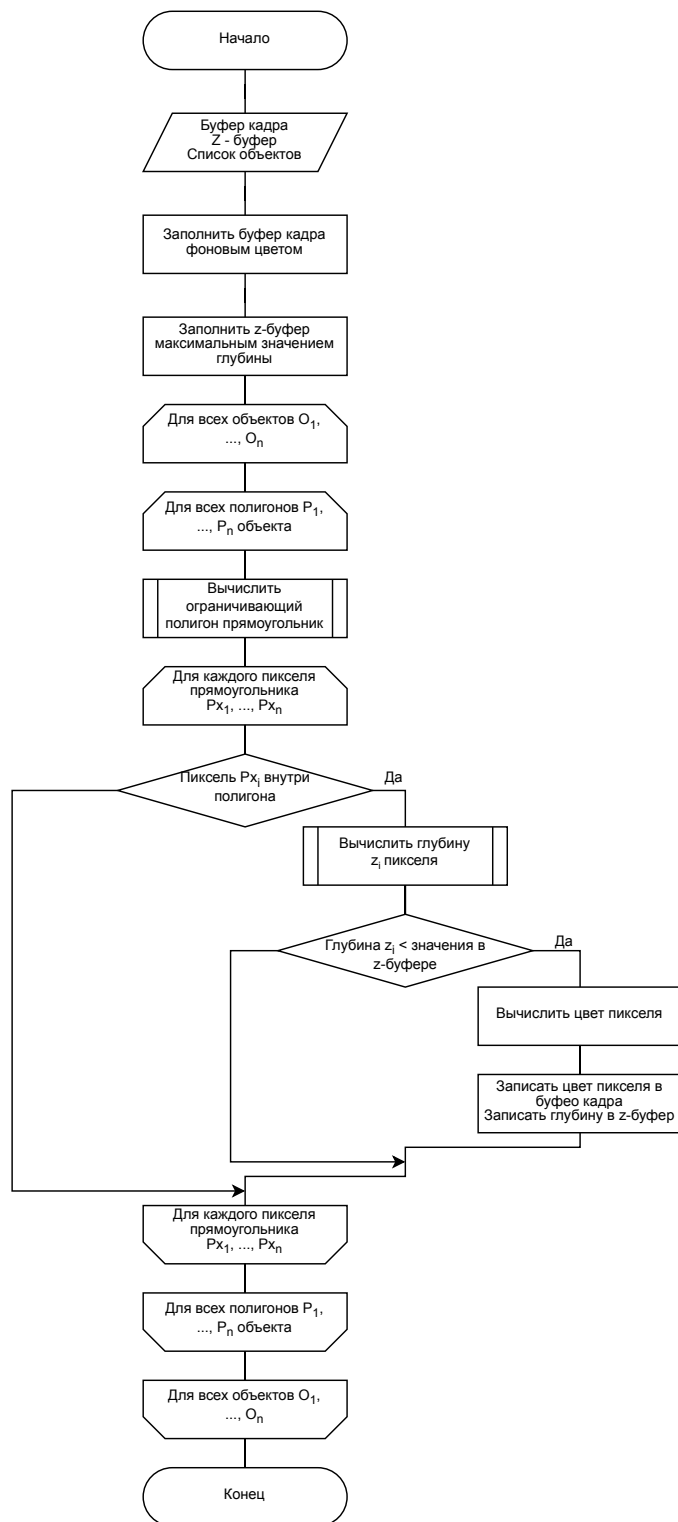 Начало
Буфер кадра
Z - буфер
Список объектов
Заполнить буфер кадра
фоновым цветом
Заполнить z-буфер
максимальным значением
глубины
Для всех объектов O₁,
..., Oₙ
Для всех полигонов P₁,
..., Pₙ объекта
Вычислить
ограничивающий
полигон прямоугольник
Для каждого пикселя
прямоугольника
Px₁, ..., Pxₙ
Пиксель Pxᵢ внутри
полигона
Да
Вычислить глубину
zᵢ пикселя
Глубина zᵢ < значения в
z-буфере
Да
Вычислить цвет пикселя
Записать цвет пикселя в
буфео кадра
Записать глубину в z-буфер
Для каждого пикселя
прямоугольника
Px₁, ..., Pxₙ
Для всех полигонов P₁,
..., Pₙ объекта
Для всех объектов O₁,
..., Oₙ
Конец